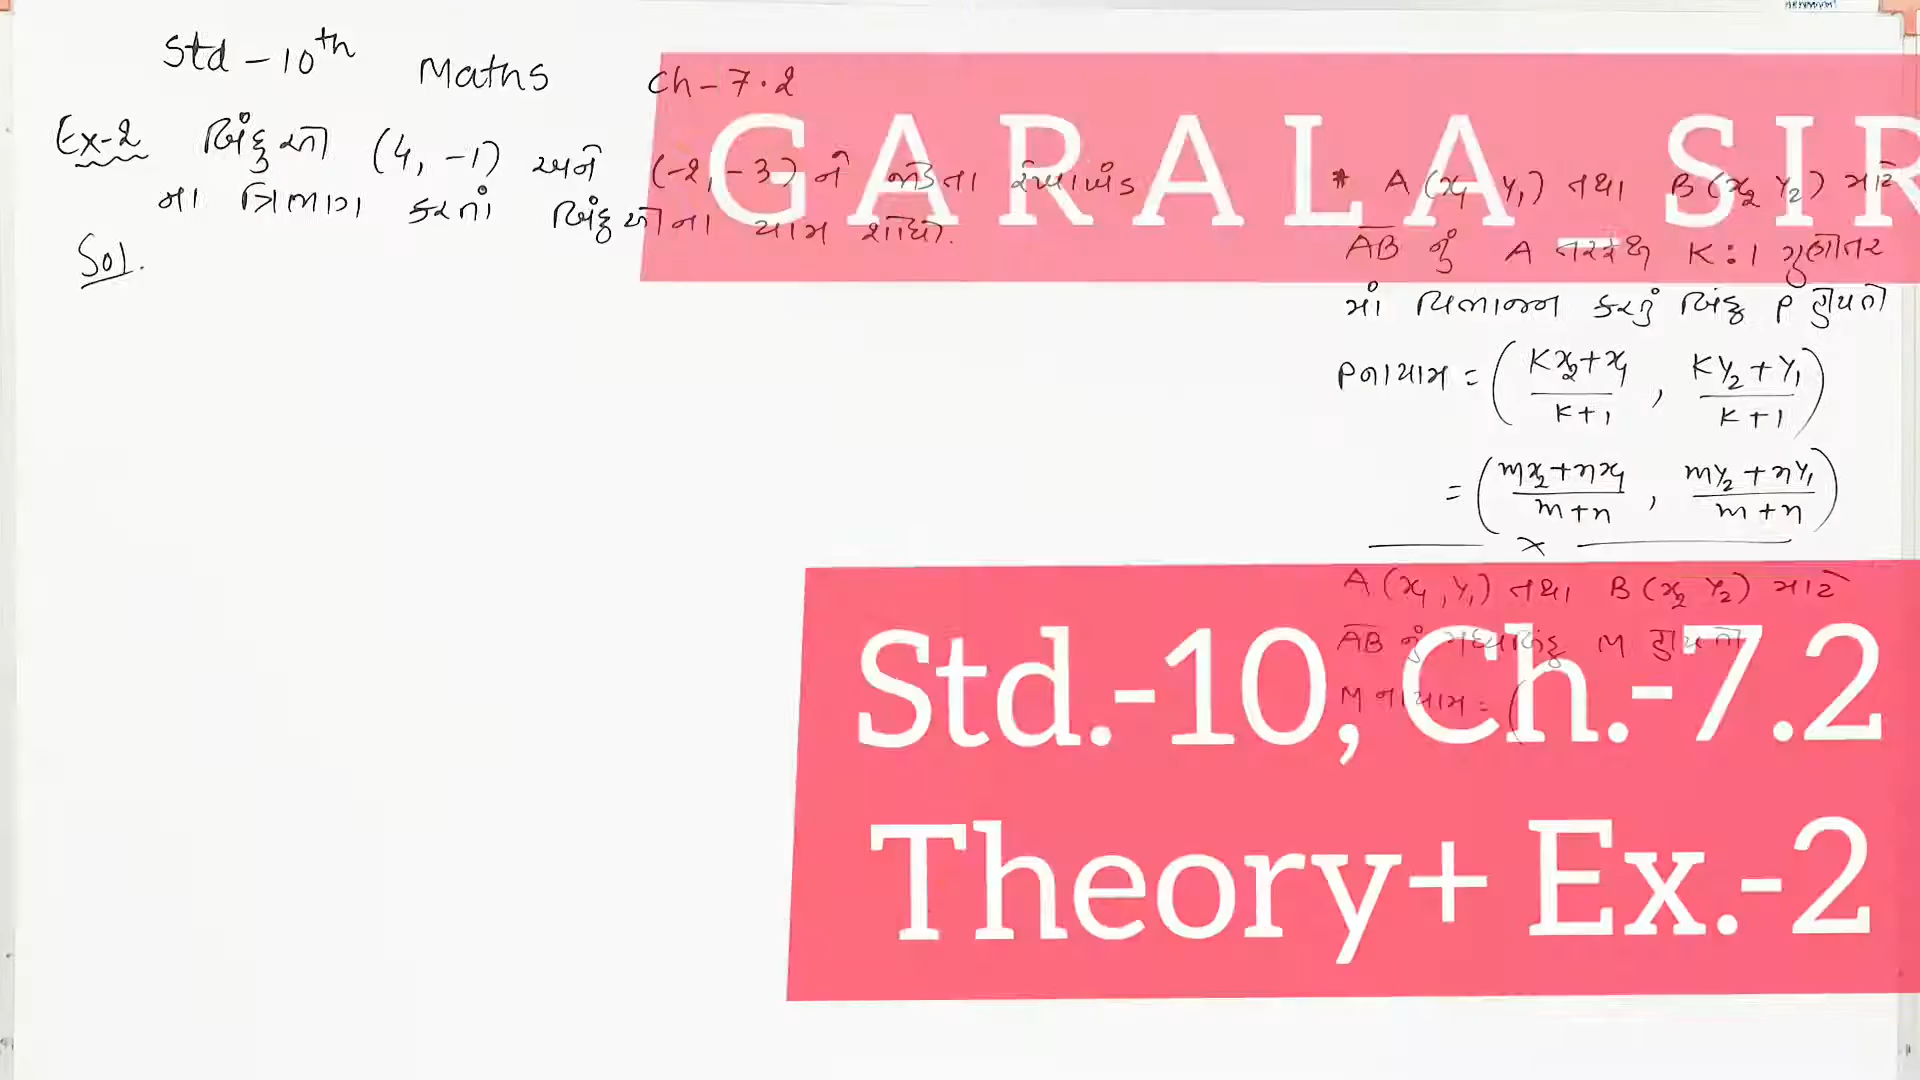 Std - 10th Maths Ch - 7.2
Ex-2 બિંદુઓ (4, -1) અને (-2, -3) ને જોડતા રેખાખંડ
ના ત્રિભાગ કરતાં બિંદુઓના યામ શોધો.
Sol.
GARALA_SIR
* A (x₁ y₁) તથા B (x₂ y₂) માટે
AB નું A તરફથી K : 1 ગુણોત્તર
માં વિભાજન કરતું બિંદુ P હોય તો
P ના યામ = ( Kx₂+x₁ / K+1 , Ky₂+y₁ / K+1 )
= ( mx₂+nx₁ / m+n , my₂+ny₁ / m+n )
x
A (x₁, y₁) તથા B (x₂ y₂) માટે
AB નું મધ્યબિંદુ M હોય તો
M ના યામ = (
Std.-10, Ch.-7.2
Theory+ Ex.-2